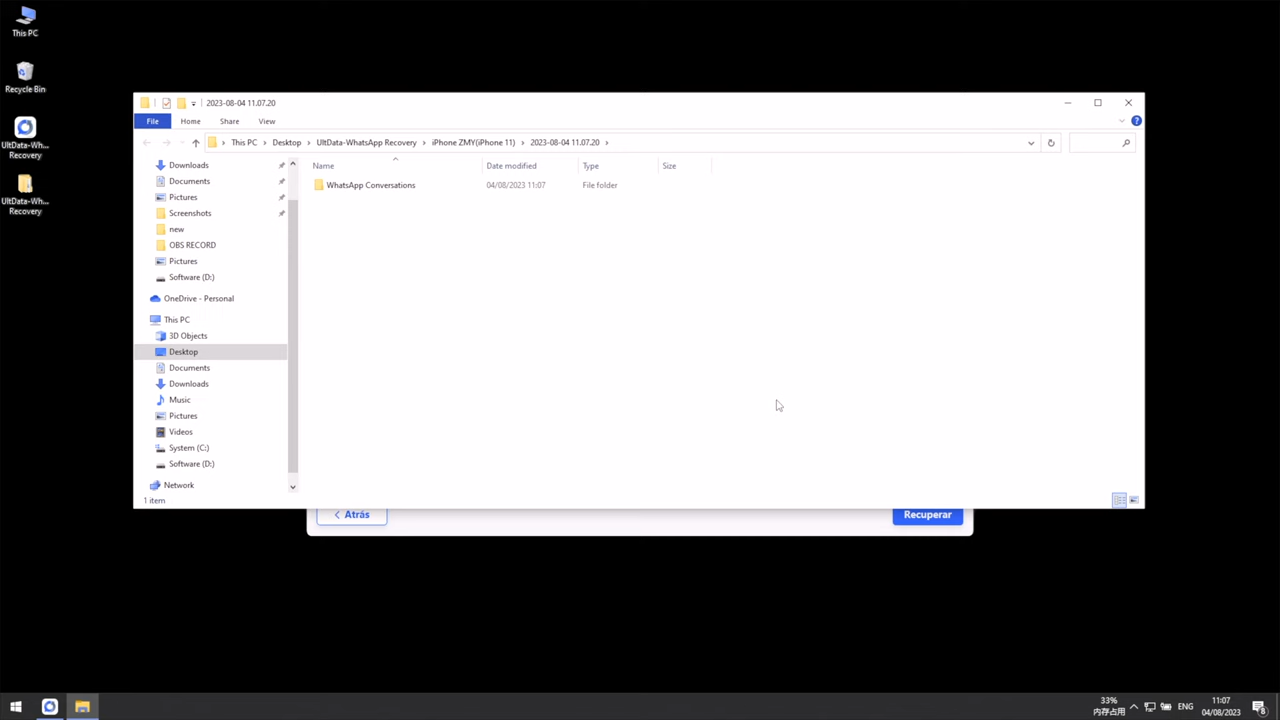 This PC
Recycle Bin
UltData-Wha...
Recovery
UltData-Wh...
Recovery
2023-08-04 11.07.20
File
Home
Share
View
This PC
Desktop
UltData-WhatsApp Recovery
iPhone ZMY(iPhone 11)
2023-08-04 11.07.20
Name
Date modified
Type
Size
WhatsApp Conversations
04/08/2023 11:07
File folder
Downloads
Documents
Pictures
Screenshots
new
OBS RECORD
Pictures
Software (D:)
OneDrive - Personal
This PC
3D Objects
Desktop
Documents
Downloads
Music
Pictures
Videos
System (C:)
Software (D:)
Network
1 item
Atrás
Recuperar
33%
内存占用
ENG
11:07
04/08/2023
8